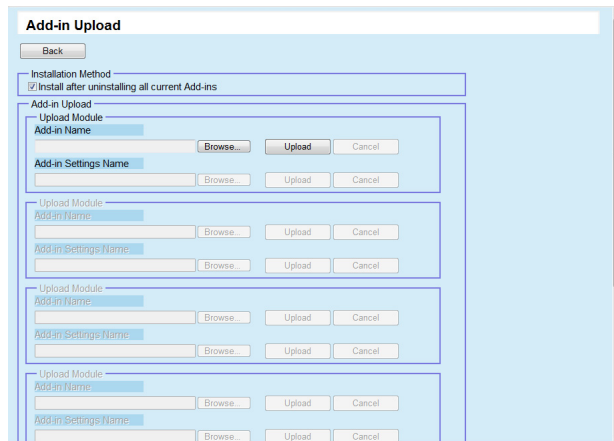 Add-in Upload
Back
Installation Method
Install after uninstalling all current Add-ins
Add-in Upload
Upload Module
Add-in Name
Browse... Upload Cancel
Add-in Settings Name
Browse... Upload Cancel
Upload Module
Add-in Name
Browse... Upload Cancel
Add-in Settings Name
Browse... Upload Cancel
Upload Module
Add-in Name
Browse... Upload Cancel
Add-in Settings Name
Browse... Upload Cancel
Upload Module
Add-in Name
Browse... Upload Cancel
Add-in Settings Name
Browse... Upload Cancel